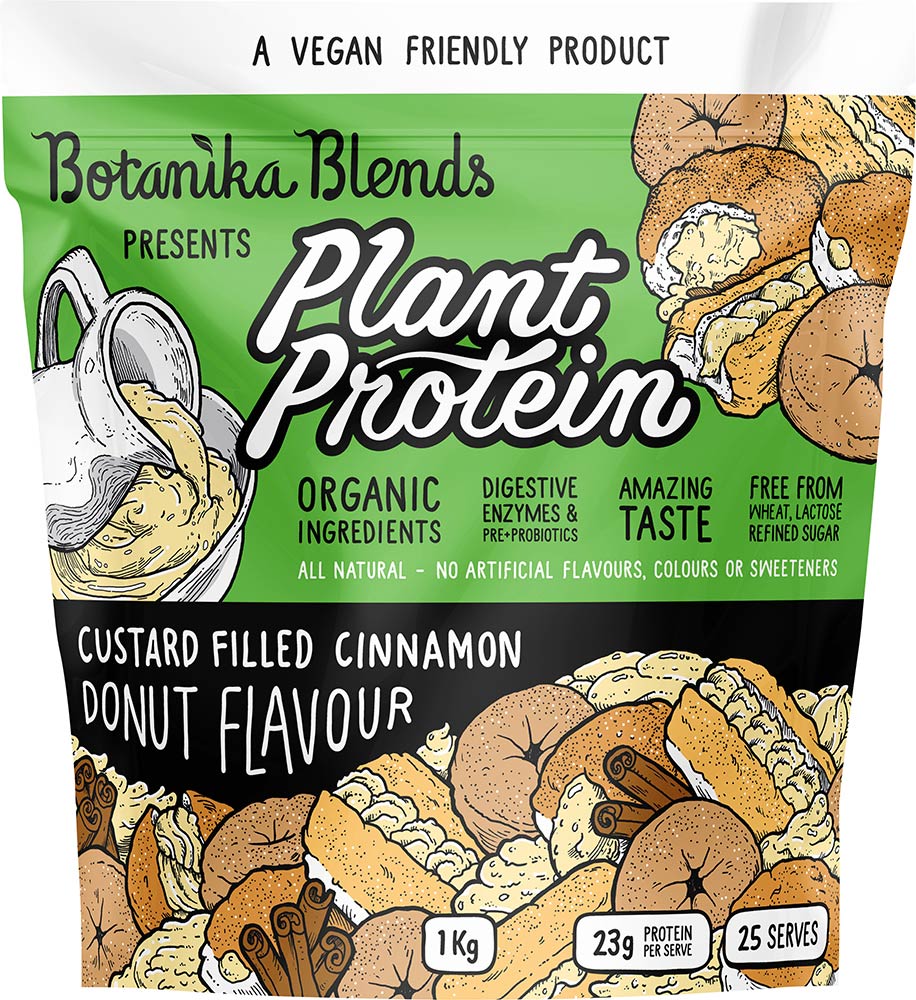 A VEGAN FRIENDLY PRODUCT
Botanika Blends
PRESENTS
Plant
Protein
ORGANIC
INGREDIENTS
DIGESTIVE
ENZYMES &
PRE+PROBIOTICS
AMAZING
TASTE
FREE FROM
WHEAT, LACTOSE
REFINED SUGAR
ALL NATURAL – NO ARTIFICIAL FLAVOURS, COLOURS OR SWEETENERS
CUSTARD FILLED CINNAMON
DONUT FLAVOUR
1Kg
23g PROTEIN
PER SERVE
25 SERVES